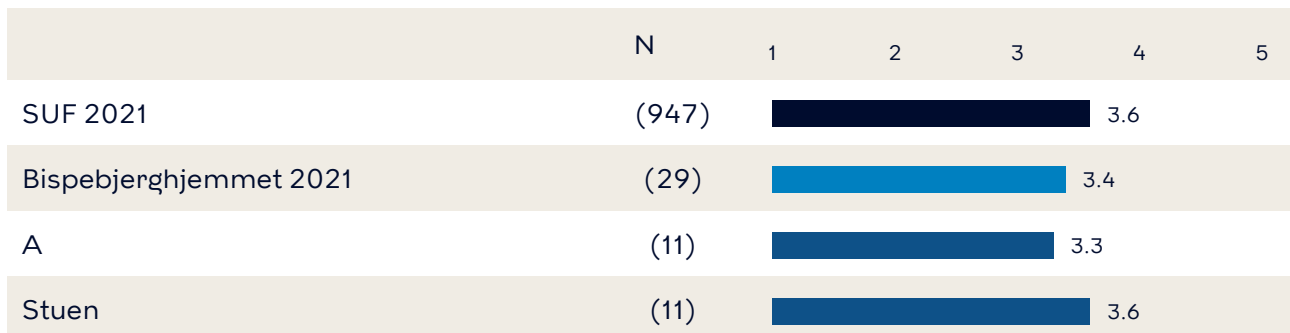 N 1 2 3 4 5
SUF 2021 (947) 3.6
Bispebjerghjemmet 2021 (29) 3.4
A (11) 3.3
Stuen (11) 3.6